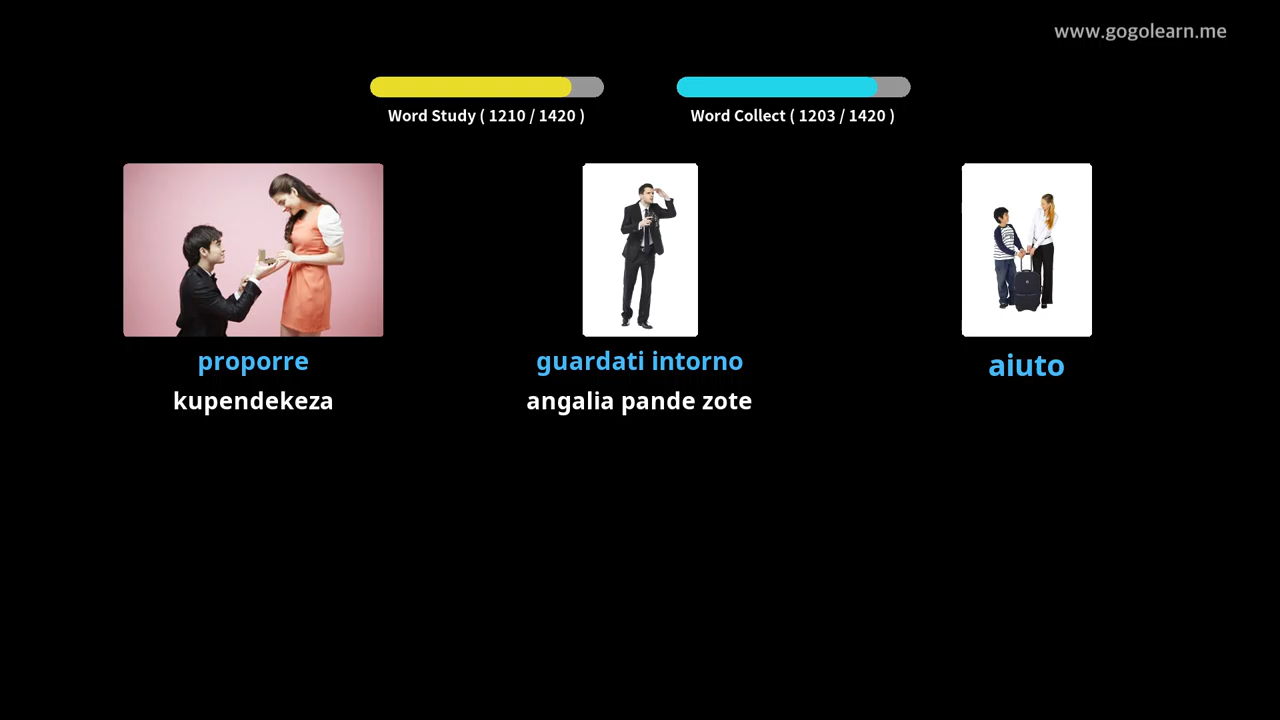 www.gogolearn.me
Word Study ( 1210 / 1420 )
Word Collect ( 1203 / 1420 )
proporre
kupendekeza
guardati intorno
angalia pande zote
aiuto